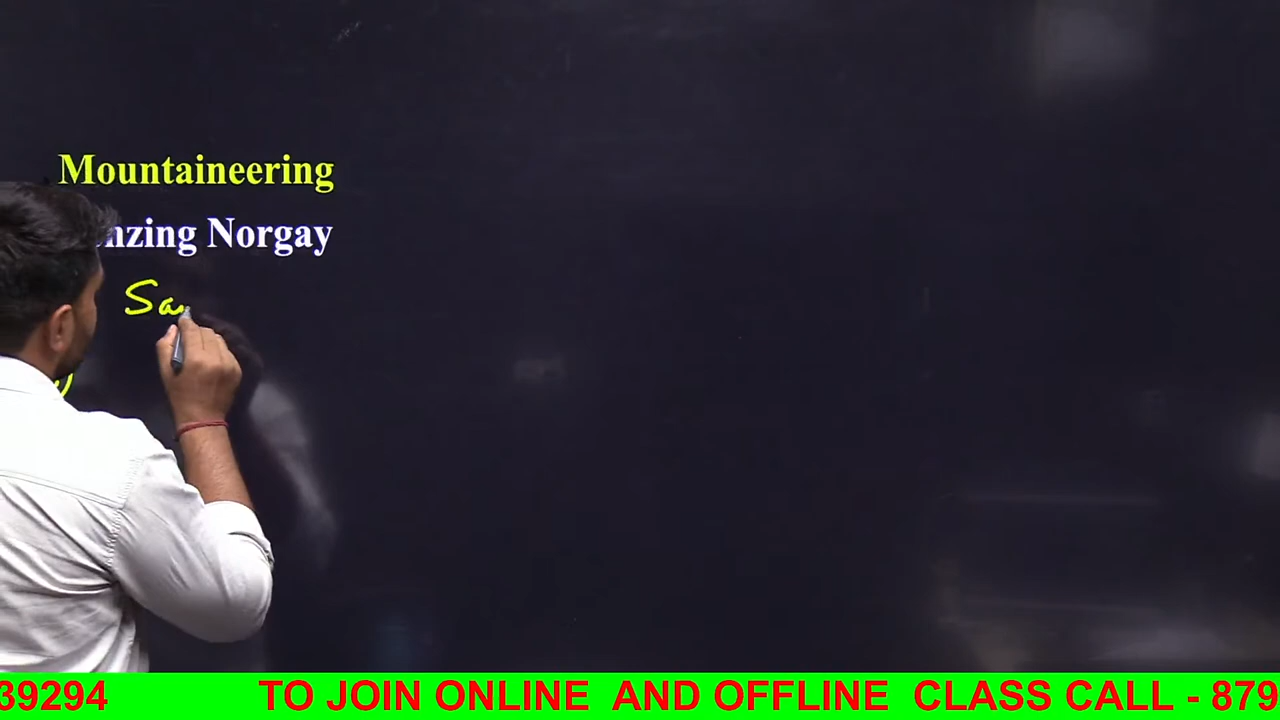 Mountaineering
nzing Norgay
Sa
39294 TO JOIN ONLINE AND OFFLINE CLASS CALL - 879